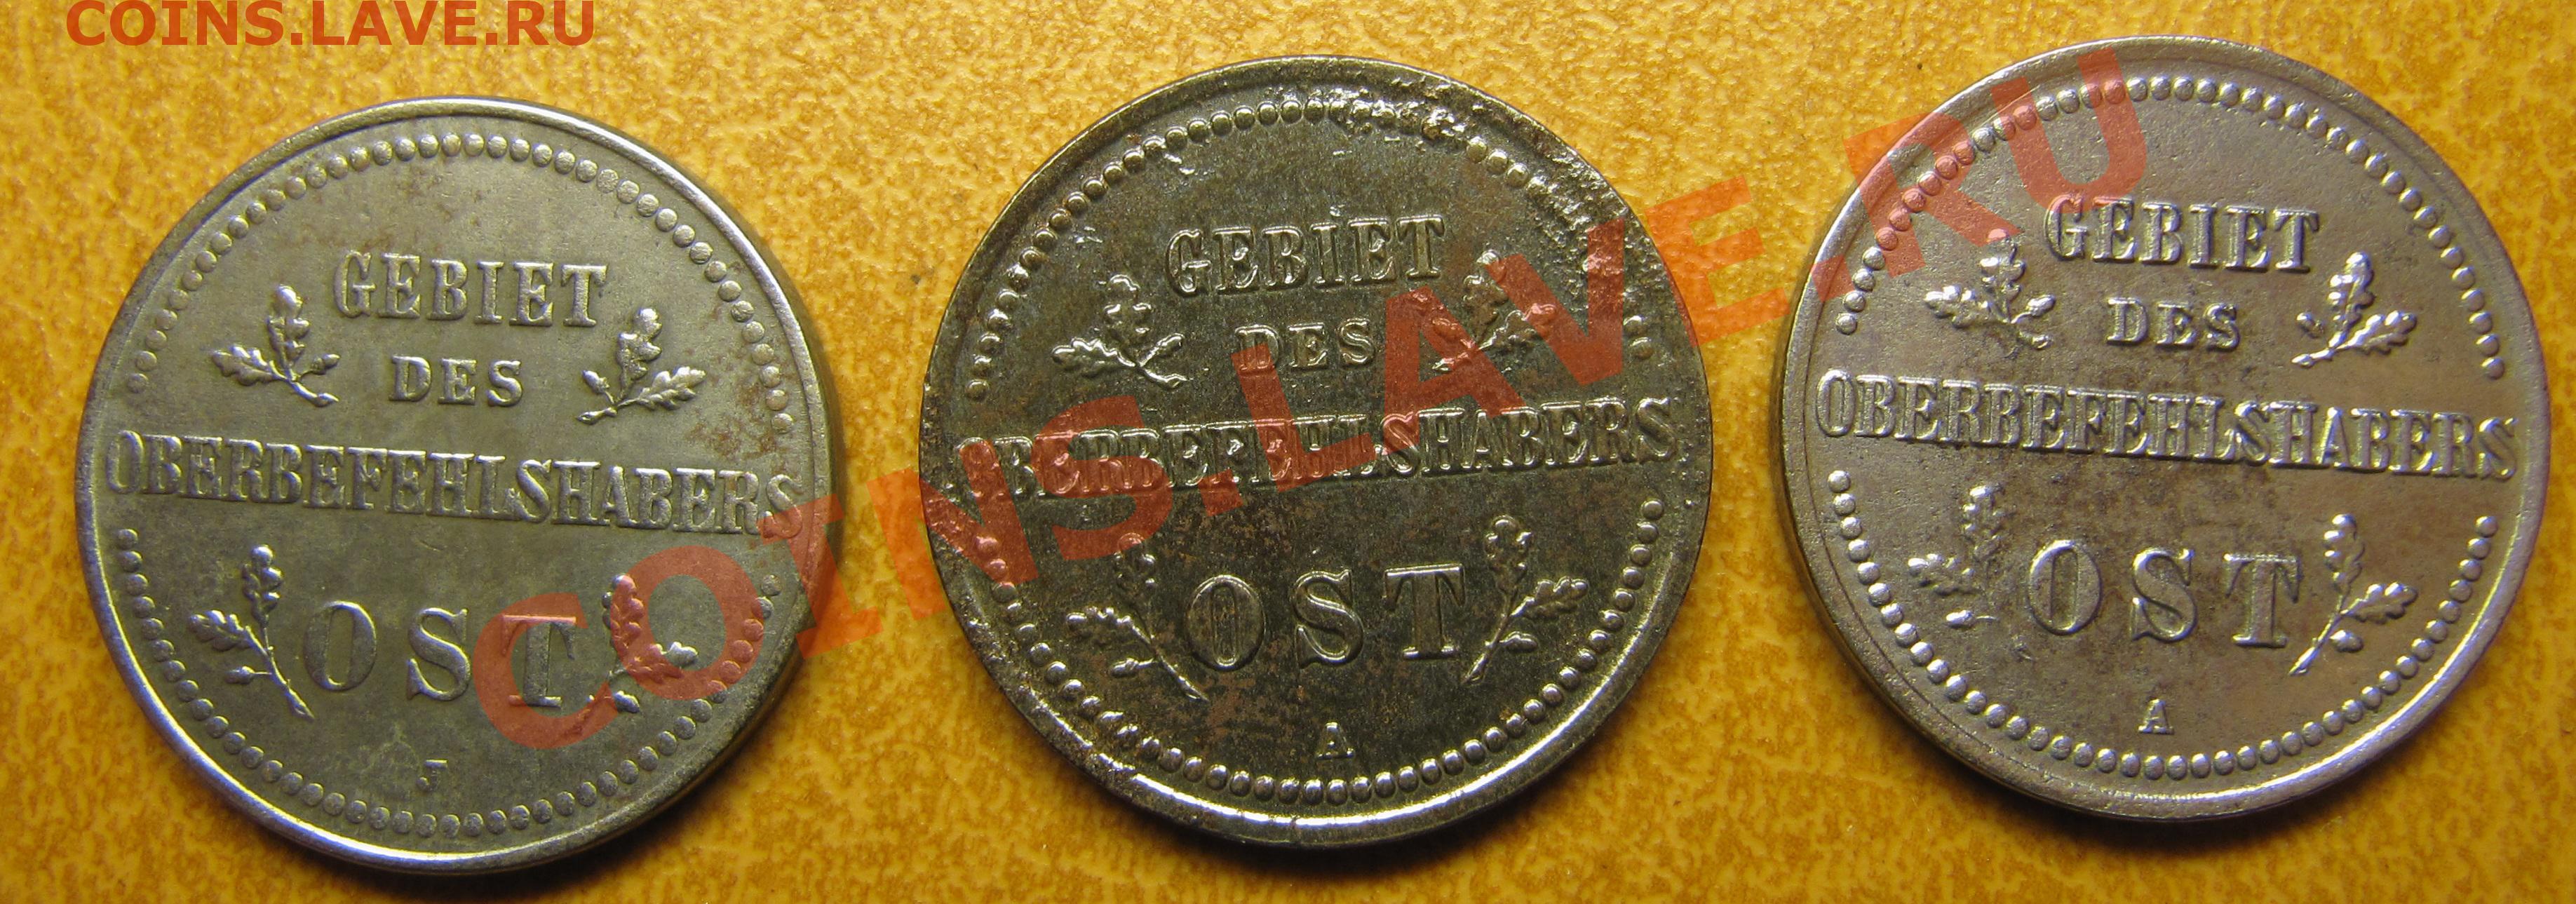 COINS.LAVE.RU
GEBIET
DES
OBERBEFEHLSHABERS
OST
J
GEBIET
DES
OBERBEFEHLSHABERS
OST
A
GEBIET
DES
OBERBEFEHLSHABERS
OST
A
COINS.LAVE.RU